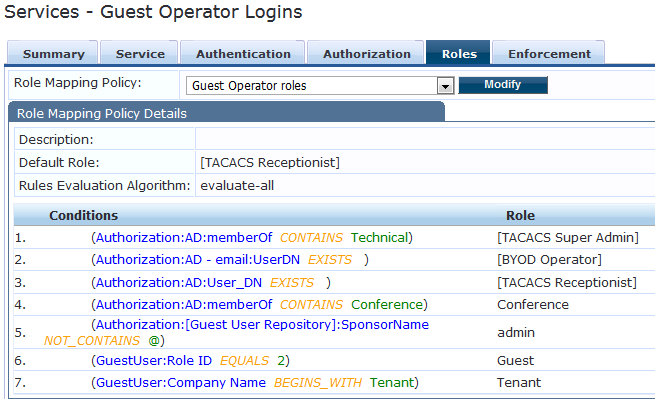 Services - Guest Operator Logins
Summary Service Authentication Authorization Roles Enforcement
Role Mapping Policy: Guest Operator roles Modify
Role Mapping Policy Details
Description:
Default Role: [TACACS Receptionist]
Rules Evaluation Algorithm: evaluate-all
Conditions Role
1. (Authorization:AD:memberOf CONTAINS Technical) [TACACS Super Admin]
2. (Authorization:AD - email:UserDN EXISTS ) [BYOD Operator]
3. (Authorization:AD:User_DN EXISTS ) [TACACS Receptionist]
4. (Authorization:AD:memberOf CONTAINS Conference) Conference
5. (Authorization:[Guest User Repository]:SponsorName admin
NOT_CONTAINS @)
6. (GuestUser:Role ID EQUALS 2) Guest
7. (GuestUser:Company Name BEGINS_WITH Tenant) Tenant